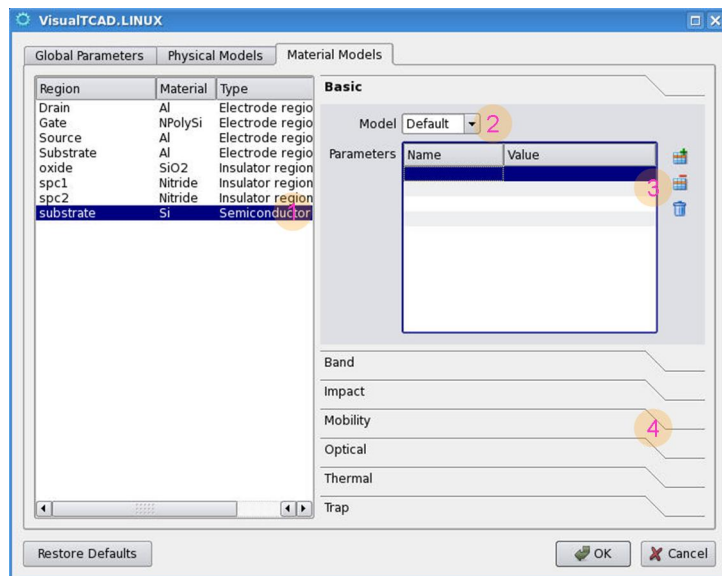 VisualTCAD.LINUX
Global Parameters Physical Models Material Models
Region Material Type
Drain Al Electrode regio
Gate NPolySi Electrode regio
Source Al Electrode regio
Substrate Al Electrode regio
oxide SiO2 Insulator region
spc1 Nitride Insulator region
spc2 Nitride Insulator region
substrate Si Semiconductor
1
Basic
Model Default 2
Parameters Name Value
3
Band
Impact
Mobility
4
Optical
Thermal
Trap
Restore Defaults OK Cancel